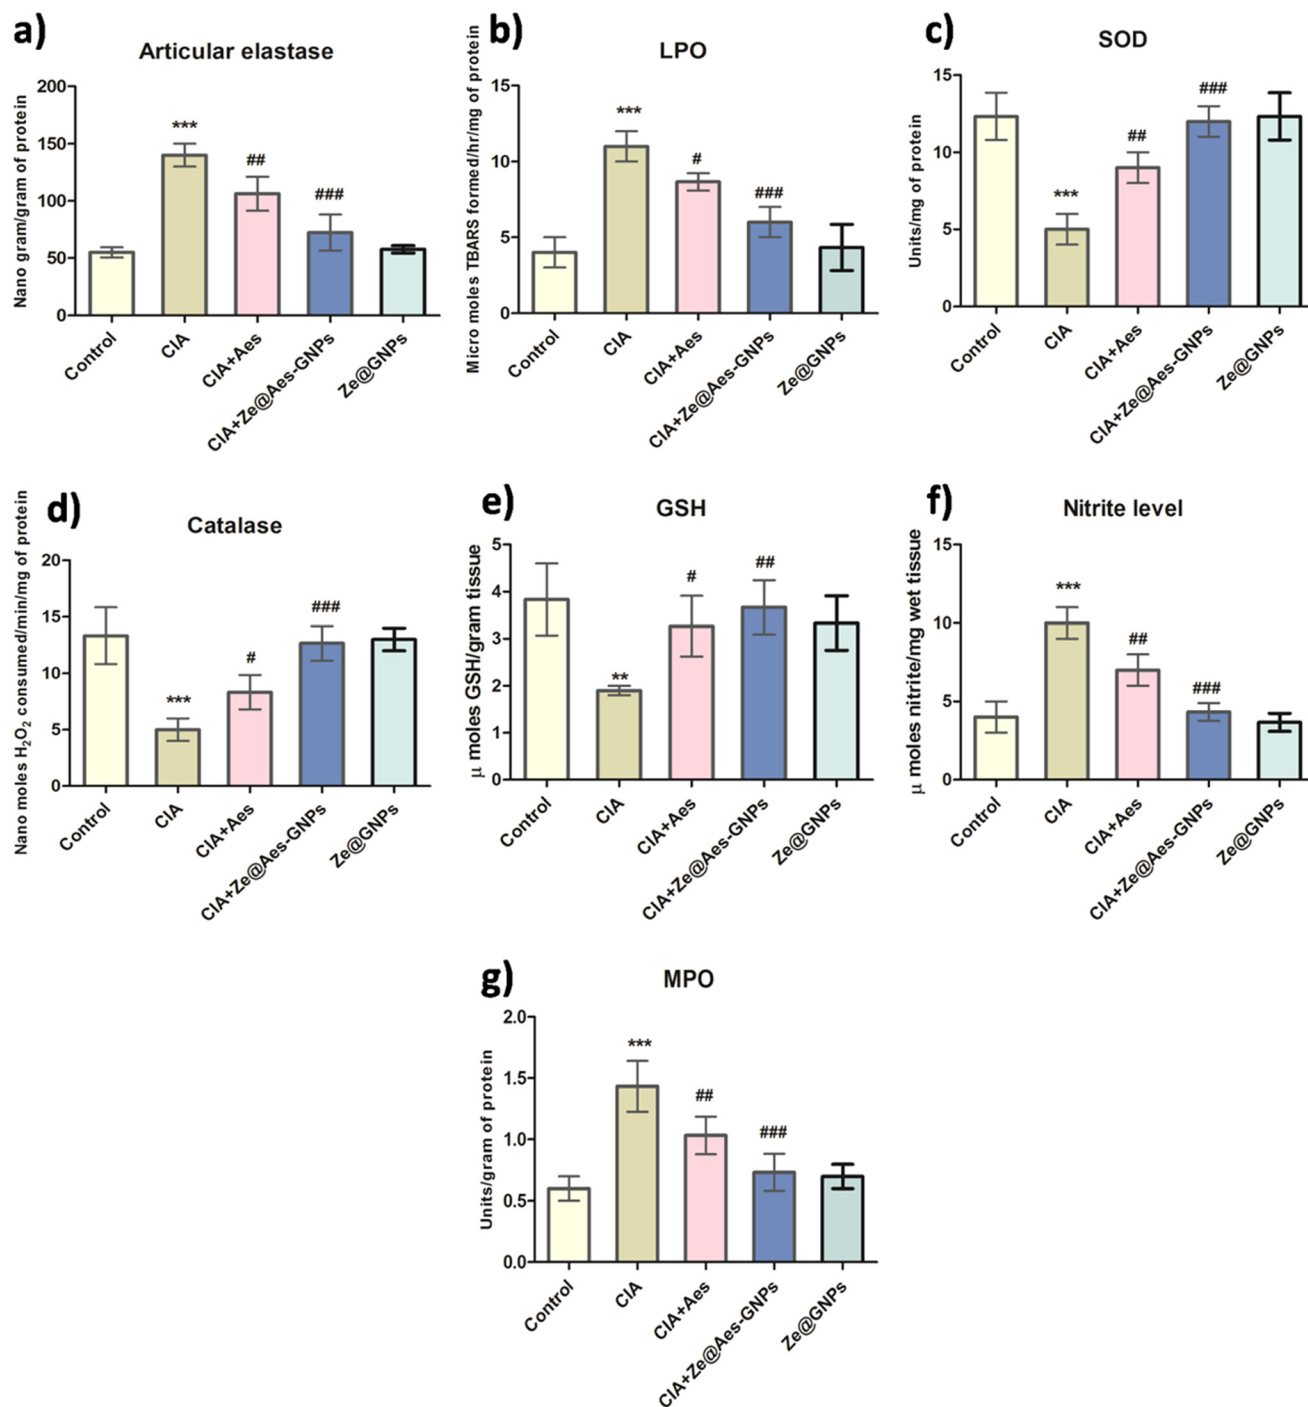 a)
Articular elastase
Nano gram/gram of protein
200
150
100
50
0
***
##
###
Control
CIA
CIA+Aes
CIA+Ze@Aes-GNPs
Ze@GNPs
b)
LPO
Micro moles TBARS formed/hr/mg of protein
15
10
5
0
***
#
###
Control
CIA
CIA+Aes
CIA+Ze@Aes-GNPs
Ze@GNPs
c)
SOD
Units/mg of protein
15
10
5
0
***
##
###
Control
CIA
CIA+Aes
CIA+Ze@Aes-GNPs
Ze@GNPs
d)
Catalase
Nano moles H₂O₂ consumed/min/mg of protein
20
15
10
5
0
***
#
###
Control
CIA
CIA+Aes
CIA+Ze@Aes-GNPs
Ze@GNPs
e)
GSH
μ moles GSH/gram tissue
5
4
3
2
1
0
**
#
##
Control
CIA
CIA+Aes
CIA+Ze@Aes-GNPs
Ze@GNPs
f)
Nitrite level
μ moles nitrite/mg wet tissue
15
10
5
0
***
##
###
Control
CIA
CIA+Aes
CIA+Ze@Aes-GNPs
Ze@GNPs
g)
MPO
Units/gram of protein
2.0
1.5
1.0
0.5
0.0
***
##
###
Control
CIA
CIA+Aes
CIA+Ze@Aes-GNPs
Ze@GNPs